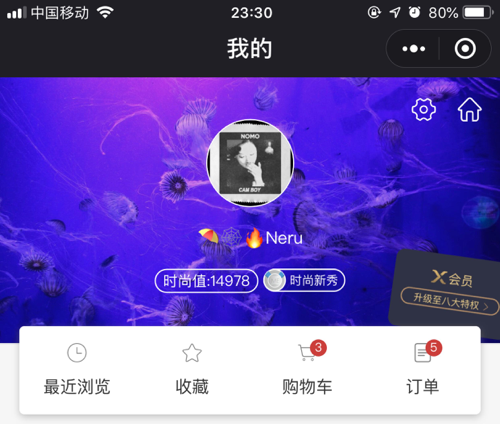 中国移动
23:30
80%
我的
NOMO
CAM BOY
☂️🕸🔥Neru
时尚值:14978
时尚新秀
X会员
升级至八大特权 >
最近浏览
收藏
3
购物车
5
订单